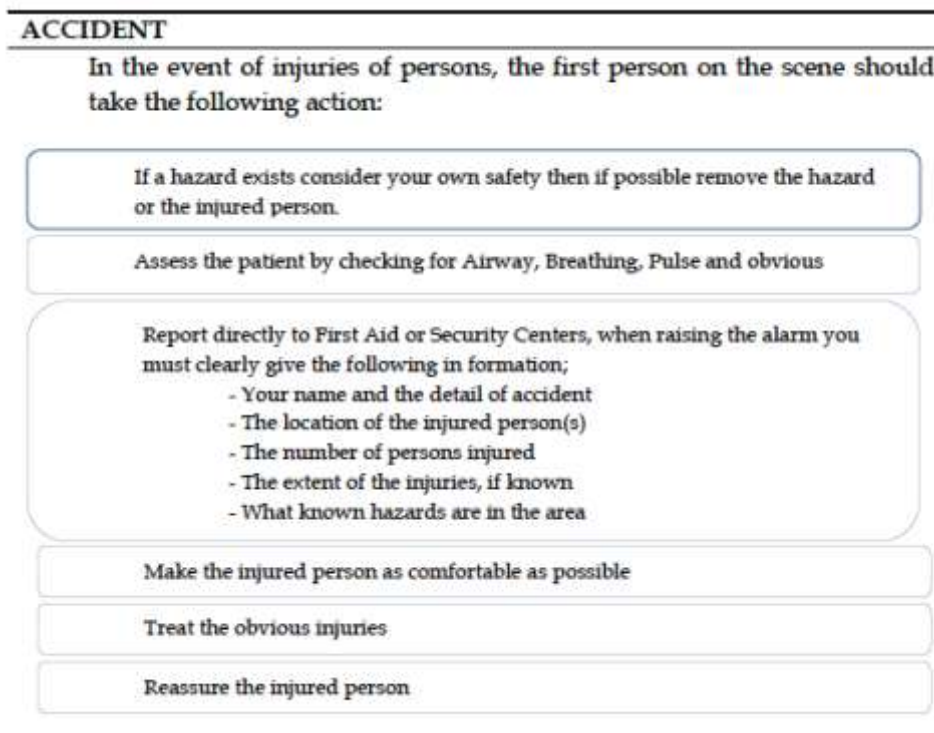 ACCIDENT
In the event of injuries of persons, the first person on the scene should
take the following action:
If a hazard exists consider your own safety then if possible remove the hazard
or the injured person.
Assess the patient by checking for Airway, Breathing, Pulse and obvious
Report directly to First Aid or Security Centers, when raising the alarm you
must clearly give the following in formation;
- Your name and the detail of accident
- The location of the injured person(s)
- The number of persons injured
- The extent of the injuries, if known
- What known hazards are in the area
Make the injured person as comfortable as possible
Treat the obvious injuries
Reassure the injured person